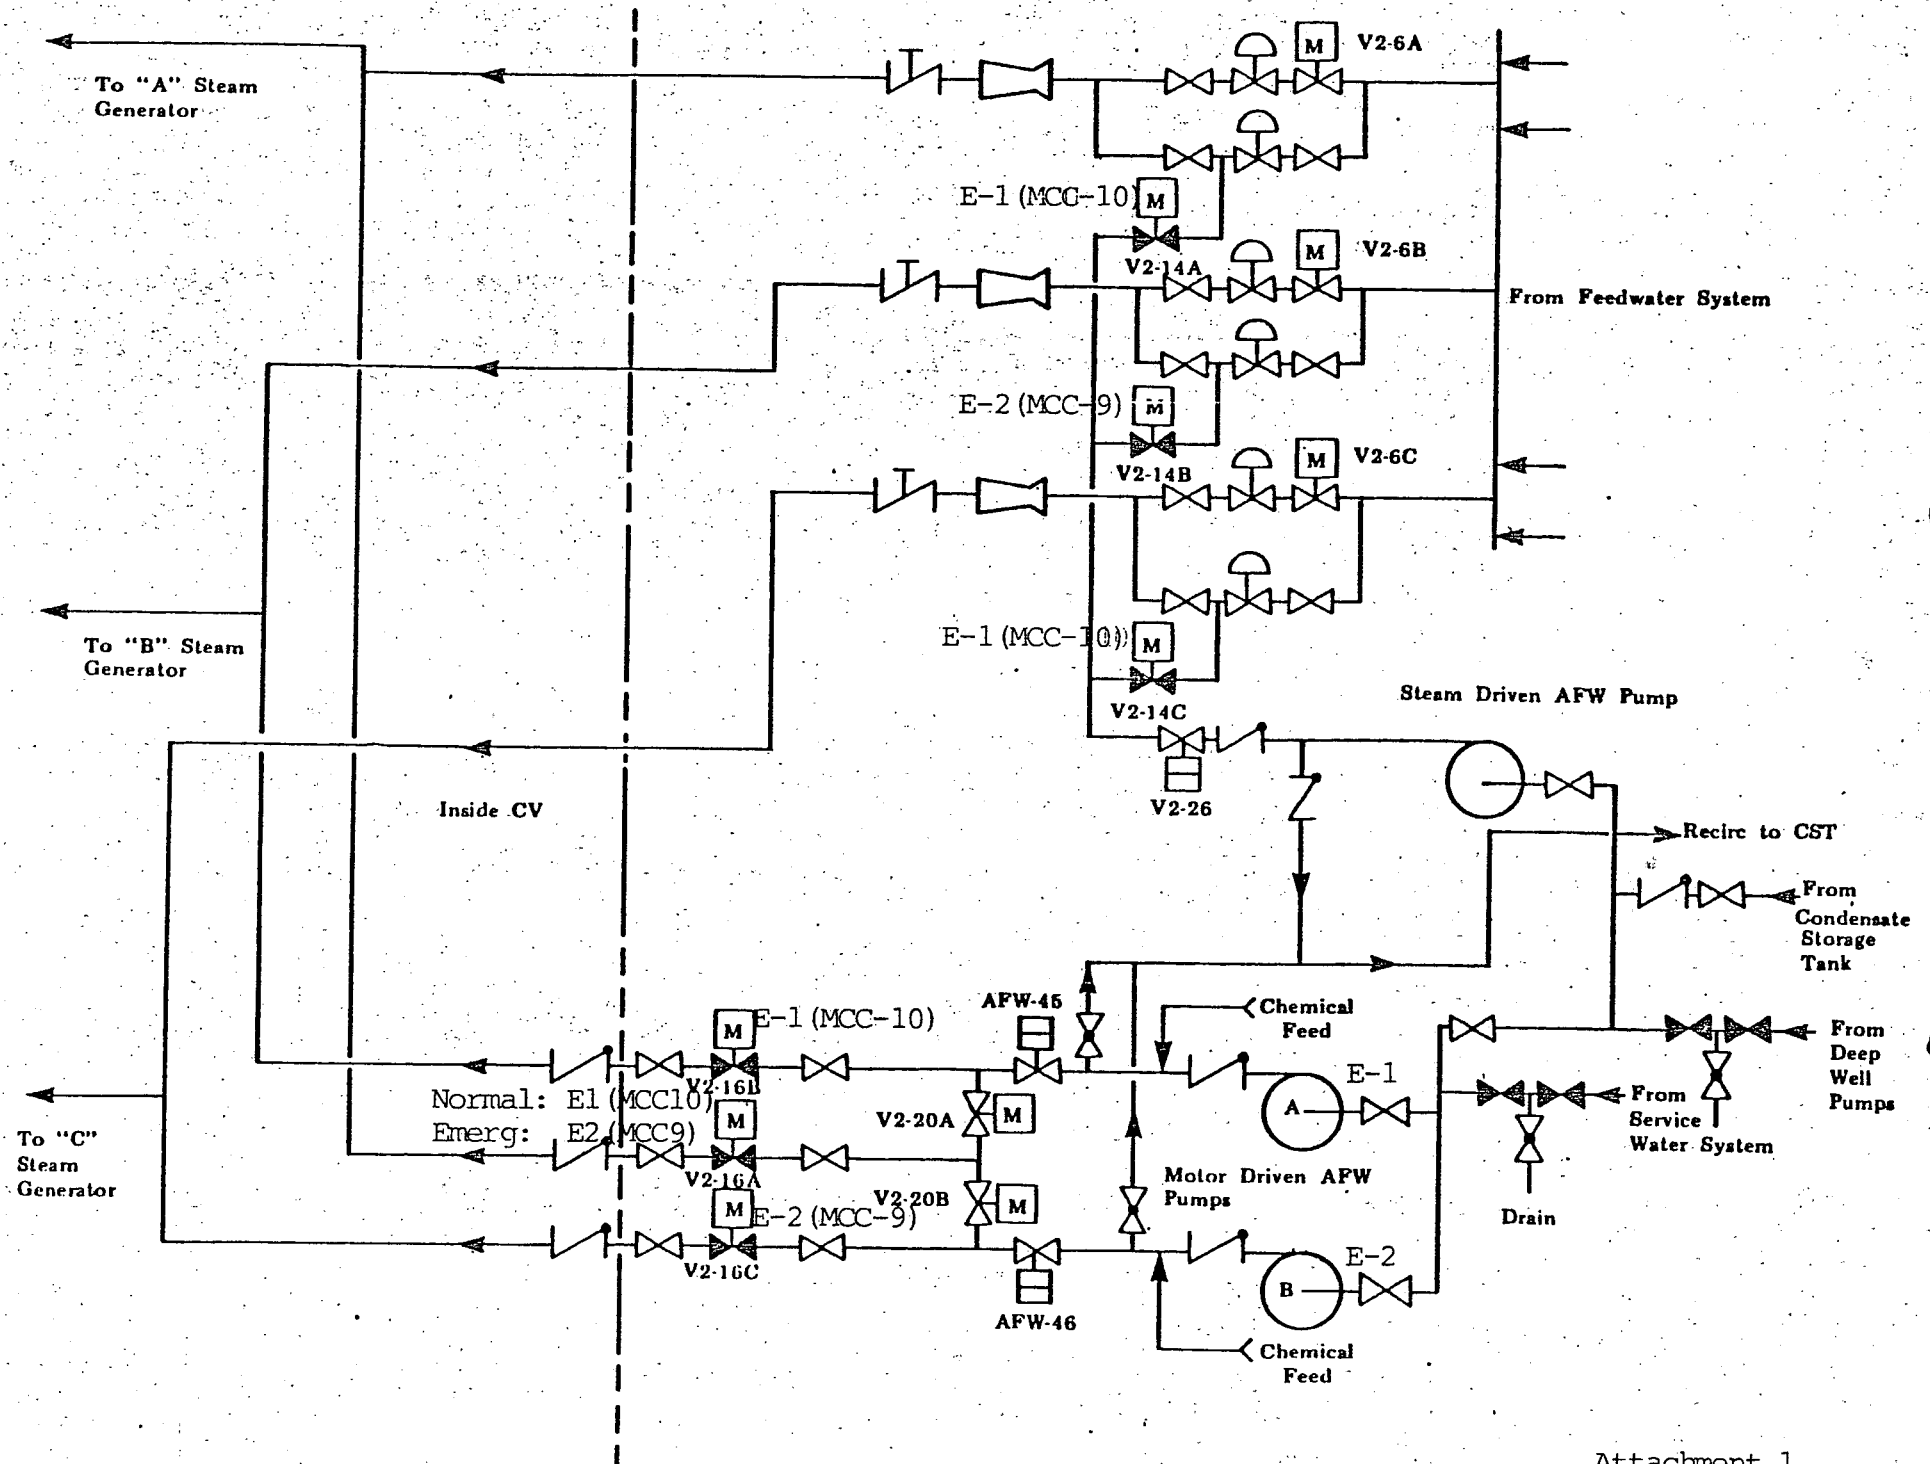 M
V2-6A
To "A" Steam
Generator
E-1(MCC-10)
M
V2-14A
M
V2-6B
From Feedwater System
E-2(MCC-9)
M
V2-14B
M
V2-6C
To "B" Steam
Generator
E-1(MCC-10))
M
V2-14C
Steam Driven AFW Pump
V2-26
Inside CV
Recirc to CST
From
Condensate
Storage
Tank
AFW-45
Chemical
Feed
E-1(MCC-10)
M
V2-16B
Normal: E1(MCC10)
Emerg: E2(MCC9)
M
V2-16A
V2-20A
M
A
E-1
From
Deep
Well
Pumps
From
Service
Water System
Drain
To "C"
Steam
Generator
Motor Driven AFW
Pumps
V2-20B
M
M
E-2(MCC-9)
V2-16C
AFW-46
B
E-2
Chemical
Feed